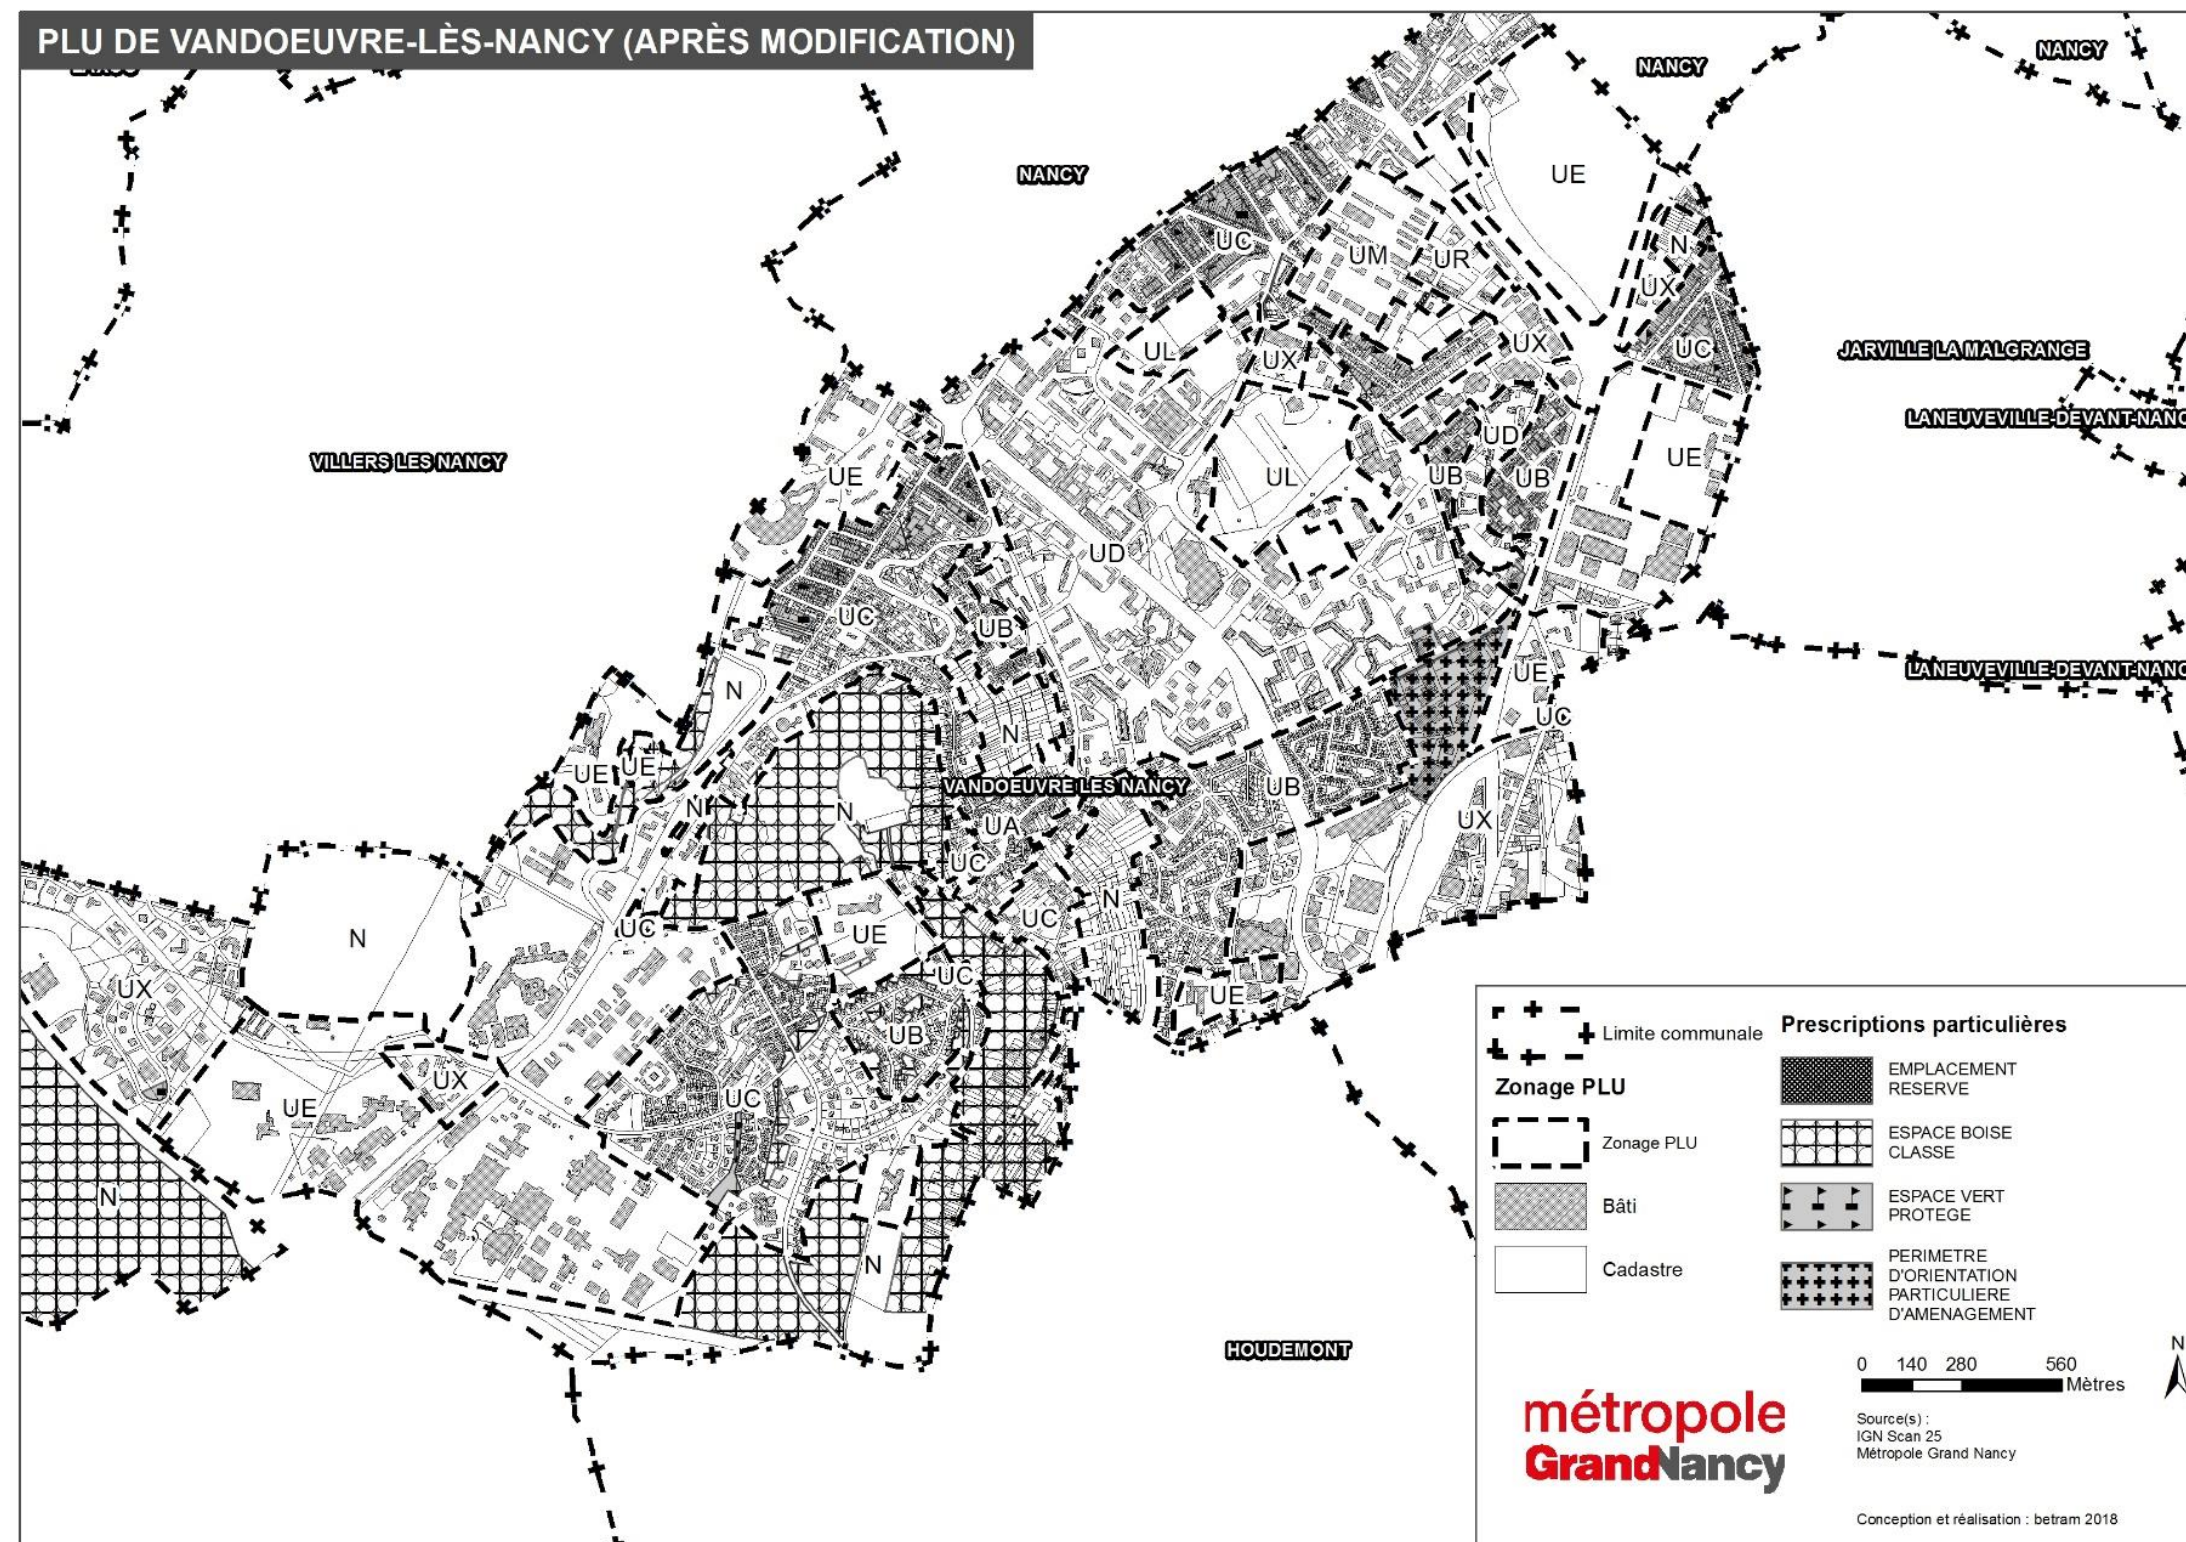 PLU DE VANDOEUVRE-LÈS-NANCY (APRÈS MODIFICATION)
NANCY
NANCY
NANCY
UE
UC
UM
UR
N
UX
UL
UX
UX
UC
JARVILLE LA MALGRANGE
LANEUVEVILLE-DEVANT-NANC
VILLERS LES NANCY
UE
UL
UD
UB
UB
UE
UD
UC
UB
N
UE
LANEUVEVILLE-DEVANT-NANC
UC
N
UE
UE
N
N
VANDOEUVRE LES NANCY
UB
UA
UX
UC
N
UC
UC
UE
N
UC
UX
UE
UB
UX
UC
UE
N
N
HOUDEMONT
Limite communale
Zonage PLU
Zonage PLU
Bâti
Cadastre
Prescriptions particulières
EMPLACEMENT
RESERVE
ESPACE BOISE
CLASSE
ESPACE VERT
PROTEGE
PERIMETRE
D'ORIENTATION
PARTICULIERE
D'AMENAGEMENT
0 140 280 560
Mètres
N
métropole
GrandNancy
Source(s) :
IGN Scan 25
Métropole Grand Nancy
Conception et réalisation : betram 2018